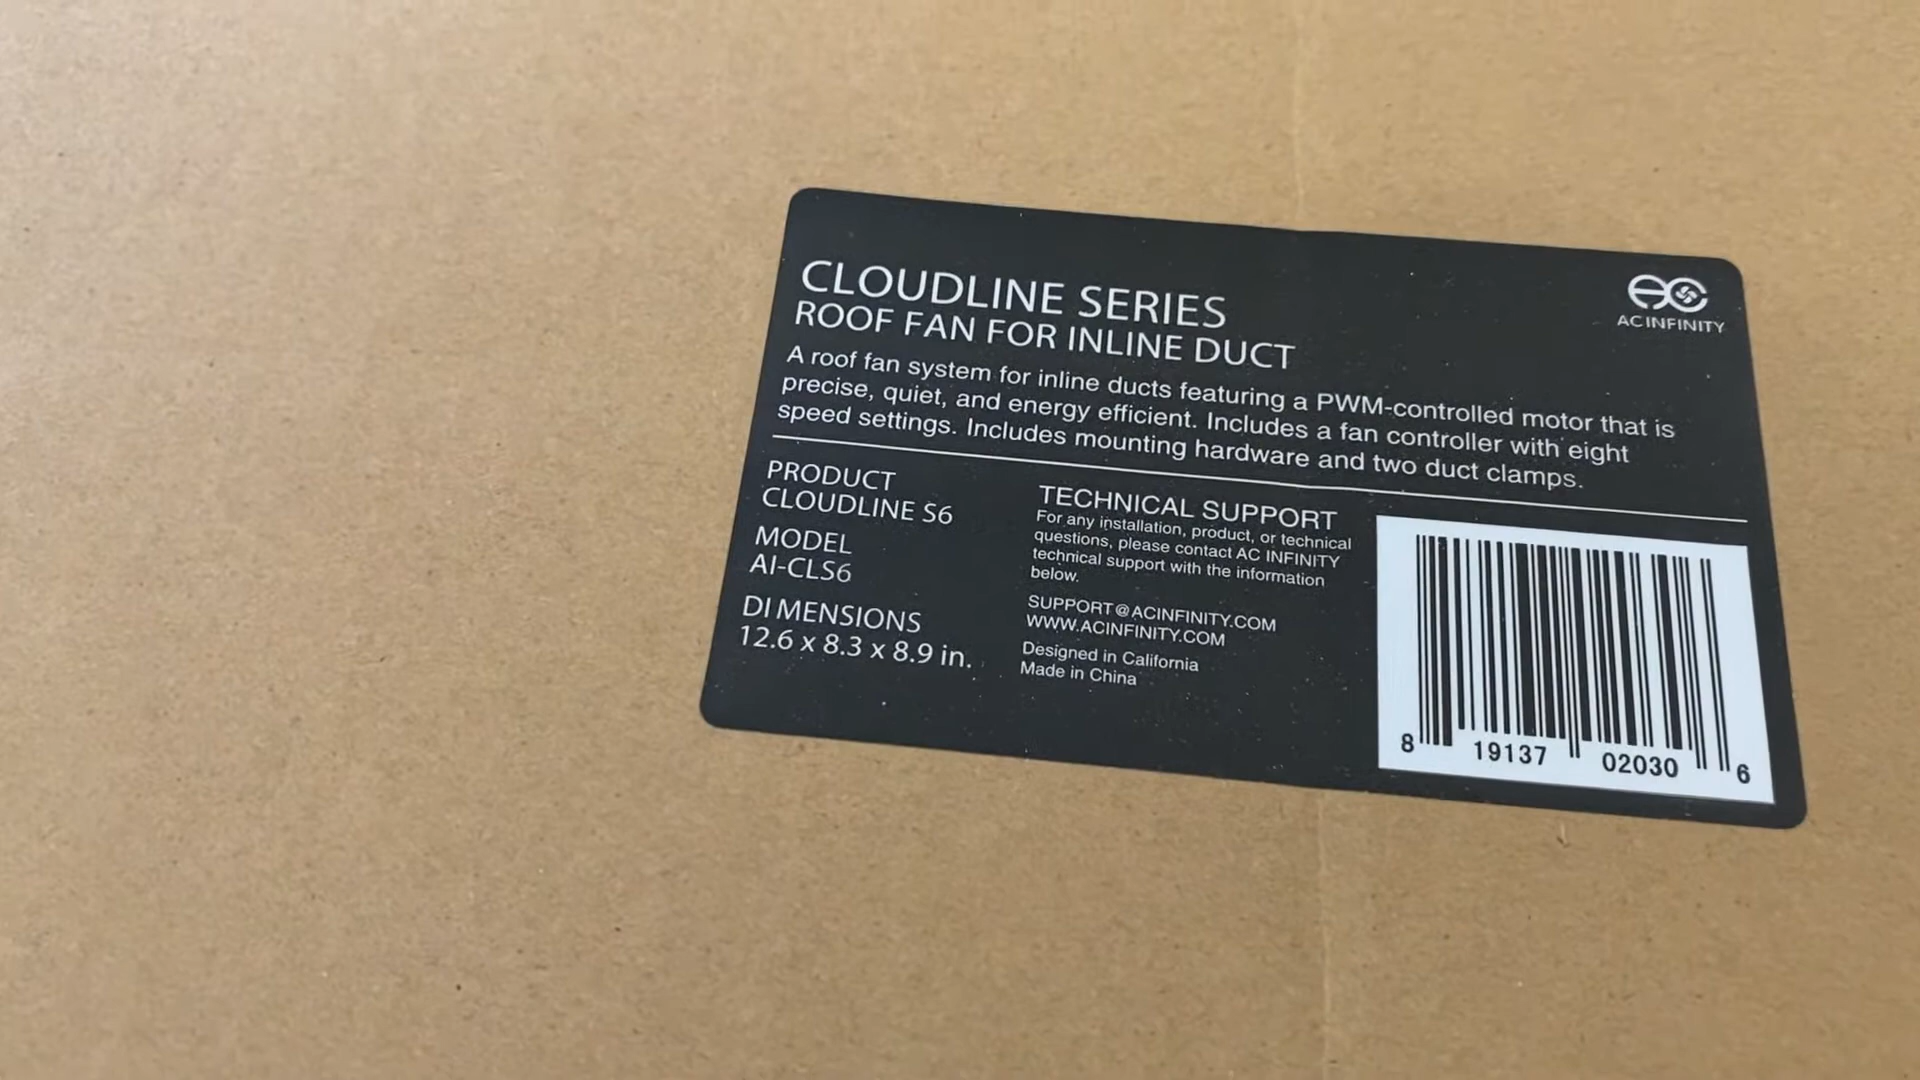 CLOUDLINE SERIES
ROOF FAN FOR INLINE DUCT
AC INFINITY
A roof fan system for inline ducts featuring a PWM-controlled motor that is
precise, quiet, and energy efficient. Includes a fan controller with eight
speed settings. Includes mounting hardware and two duct clamps.
PRODUCT
CLOUDLINE S6
MODEL
AI-CLS6
DIMENSIONS
12.6 x 8.3 x 8.9 in.
TECHNICAL SUPPORT
For any installation, product, or technical
questions, please contact AC INFINITY
technical support with the information
below.
SUPPORT@ACINFINITY.COM
WWW.ACINFINITY.COM
Designed in California
Made in China
8 19137 02030 6